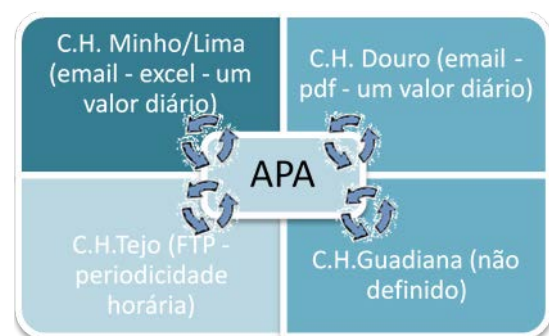 C.H. Minho/Lima
(email - excel - um
valor diário)
C.H. Douro (email -
pdf - um valor diário)
APA
C.H.Tejo (FTP -
periodicidade
horária)
C.H.Guadiana (não
definido)